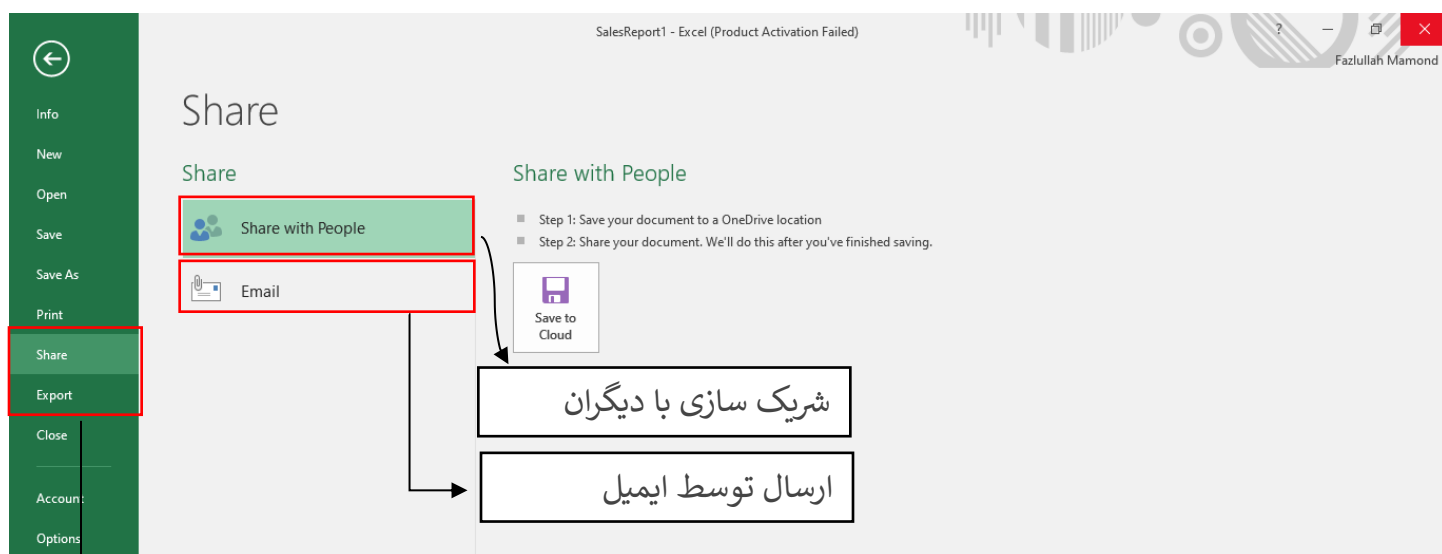 SalesReport1 - Excel (Product Activation Failed)
?
Fazlullah Mamond
Info
New
Open
Save
Save As
Print
Share
Export
Close
Account
Options
Share
Share
Share with People
Email
Share with People
Step 1: Save your document to a OneDrive location
Step 2: Share your document. We'll do this after you've finished saving.
Save to
Cloud
شریک سازی با دیگران
ارسال توسط ایمیل